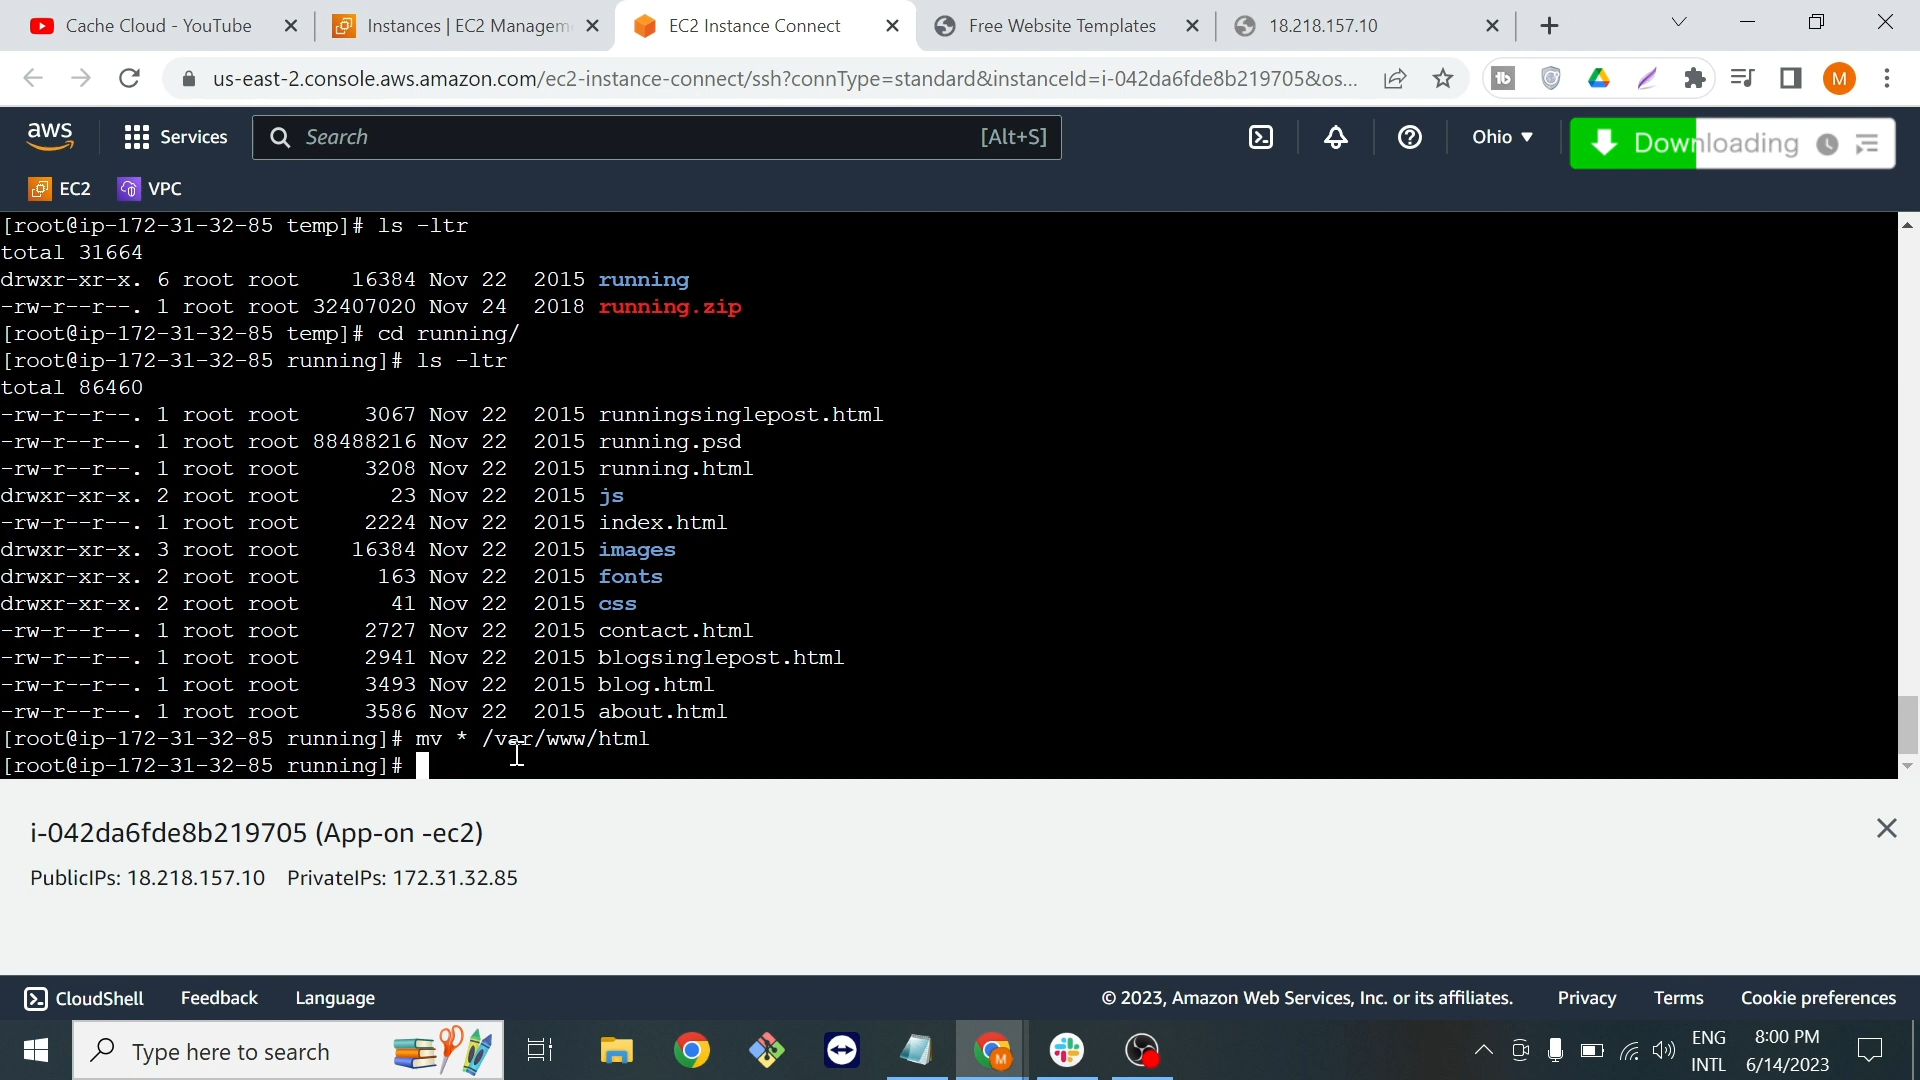 Cache Cloud - YouTube
Instances | EC2 Managem
EC2 Instance Connect
Free Website Templates
18.218.157.10
us-east-2.console.aws.amazon.com/ec2-instance-connect/ssh?connType=standard&instanceId=i-042da6fde8b219705&os...
tb
M
aws
Services
Search
[Alt+S]
Ohio
Downloading
EC2
VPC
[root@ip-172-31-32-85 temp]# ls -ltr
total 31664
drwxr-xr-x. 6 root root    16384 Nov 22  2015 running
-rw-r--r--. 1 root root 32407020 Nov 24  2018 running.zip
[root@ip-172-31-32-85 temp]# cd running/
[root@ip-172-31-32-85 running]# ls -ltr
total 86460
-rw-r--r--. 1 root root     3067 Nov 22  2015 runningsinglepost.html
-rw-r--r--. 1 root root 88488216 Nov 22  2015 running.psd
-rw-r--r--. 1 root root     3208 Nov 22  2015 running.html
drwxr-xr-x. 2 root root       23 Nov 22  2015 js
-rw-r--r--. 1 root root     2224 Nov 22  2015 index.html
drwxr-xr-x. 3 root root    16384 Nov 22  2015 images
drwxr-xr-x. 2 root root      163 Nov 22  2015 fonts
drwxr-xr-x. 2 root root       41 Nov 22  2015 css
-rw-r--r--. 1 root root     2727 Nov 22  2015 contact.html
-rw-r--r--. 1 root root     2941 Nov 22  2015 blogsinglepost.html
-rw-r--r--. 1 root root     3493 Nov 22  2015 blog.html
-rw-r--r--. 1 root root     3586 Nov 22  2015 about.html
[root@ip-172-31-32-85 running]# mv * /var/www/html
[root@ip-172-31-32-85 running]#
i-042da6fde8b219705 (App-on -ec2)
PublicIPs: 18.218.157.10   PrivateIPs: 172.31.32.85
CloudShell
Feedback
Language
© 2023, Amazon Web Services, Inc. or its affiliates.
Privacy
Terms
Cookie preferences
Type here to search
M
ENG
INTL
8:00 PM
6/14/2023